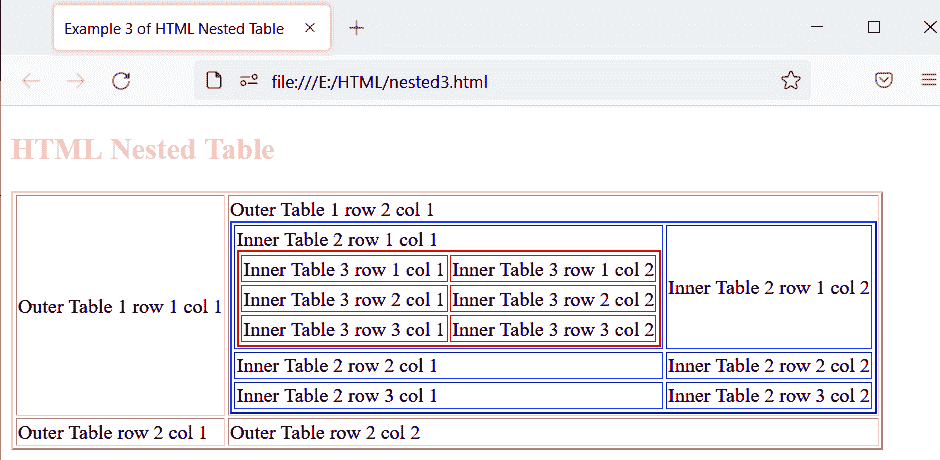 Example 3 of HTML Nested Table
file:///E:/HTML/nested3.html
HTML Nested Table
Outer Table 1 row 1 col 1
Outer Table 1 row 2 col 1
Inner Table 2 row 1 col 1
Inner Table 3 row 1 col 1
Inner Table 3 row 1 col 2
Inner Table 3 row 2 col 1
Inner Table 3 row 2 col 2
Inner Table 3 row 3 col 1
Inner Table 3 row 3 col 2
Inner Table 2 row 1 col 2
Inner Table 2 row 2 col 1
Inner Table 2 row 2 col 2
Inner Table 2 row 3 col 1
Inner Table 2 row 3 col 2
Outer Table row 2 col 1
Outer Table row 2 col 2